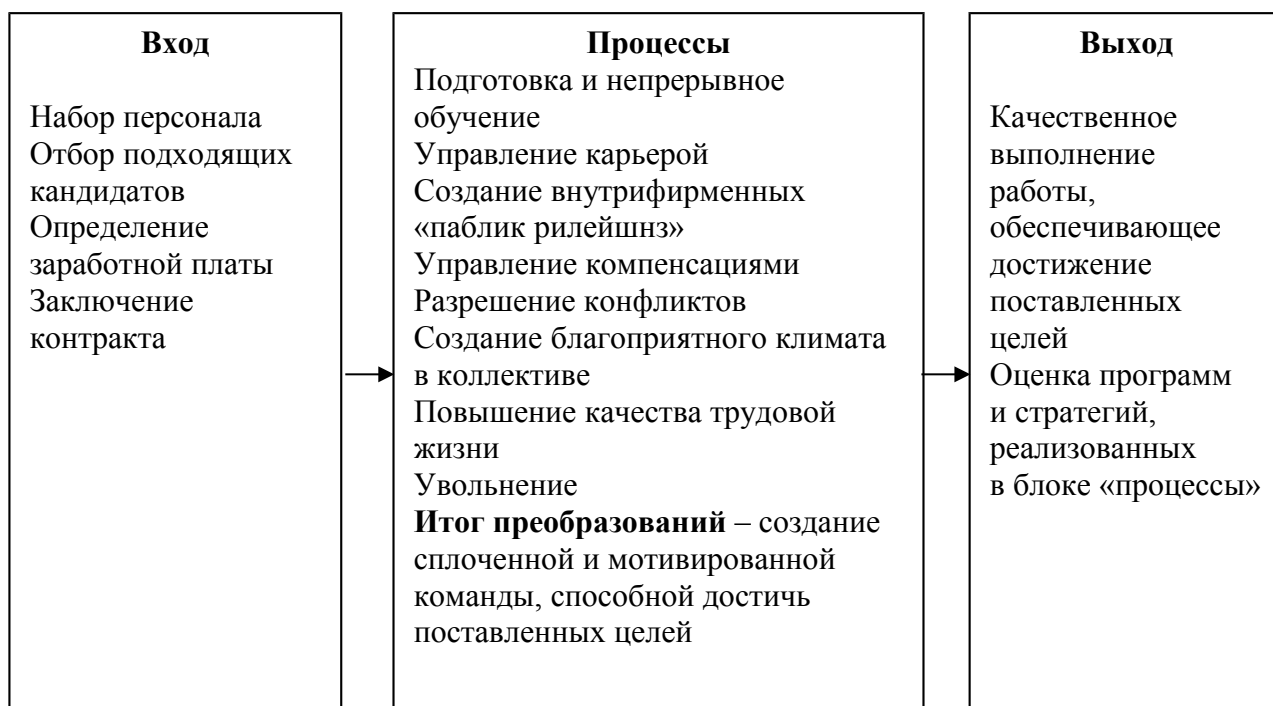 Вход
Набор персонала
Отбор подходящих
кандидатов
Определение
заработной платы
Заключение
контракта
Процессы
Подготовка и непрерывное
обучение
Управление карьерой
Создание внутрифирменных
«паблик рилейшнз»
Управление компенсациями
Разрешение конфликтов
Создание благоприятного климата
в коллективе
Повышение качества трудовой
жизни
Увольнение
Итог преобразований – создание
сплоченной и мотивированной
команды, способной достичь
поставленных целей
Выход
Качественное
выполнение
работы,
обеспечивающее
достижение
поставленных
целей
Оценка программ
и стратегий,
реализованных
в блоке «процессы»